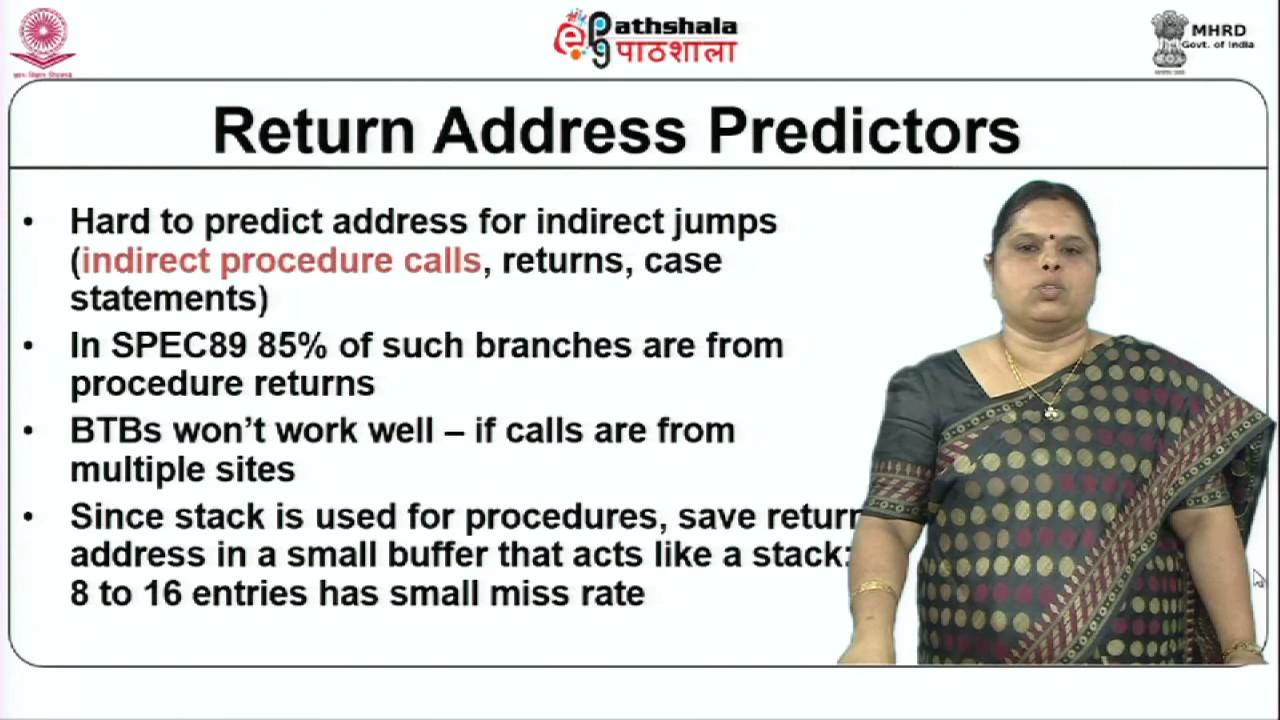 ePG Pathshala
पाठशाला
MHRD
Govt. of India
Return Address Predictors
• Hard to predict address for indirect jumps
(indirect procedure calls, returns, case
statements)
• In SPEC89 85% of such branches are from
procedure returns
• BTBs won’t work well – if calls are from
multiple sites
• Since stack is used for procedures, save return
address in a small buffer that acts like a stack:
8 to 16 entries has small miss rate